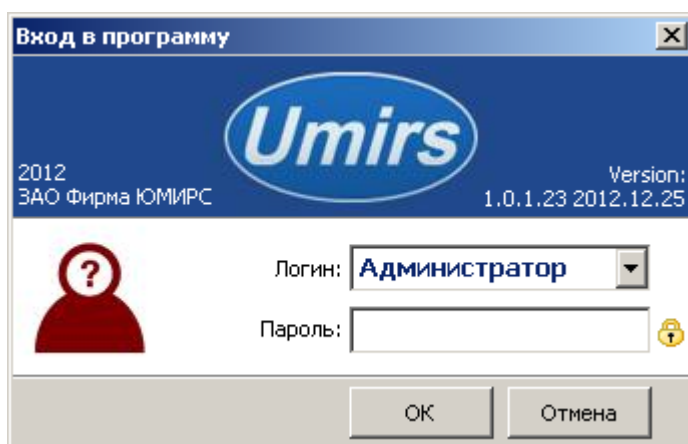 Вход в программу
Umirs
2012
ЗАО Фирма ЮМИРС
Version:
1.0.1.23 2012.12.25
?
Логин: Администратор
Пароль:
ОК
Отмена